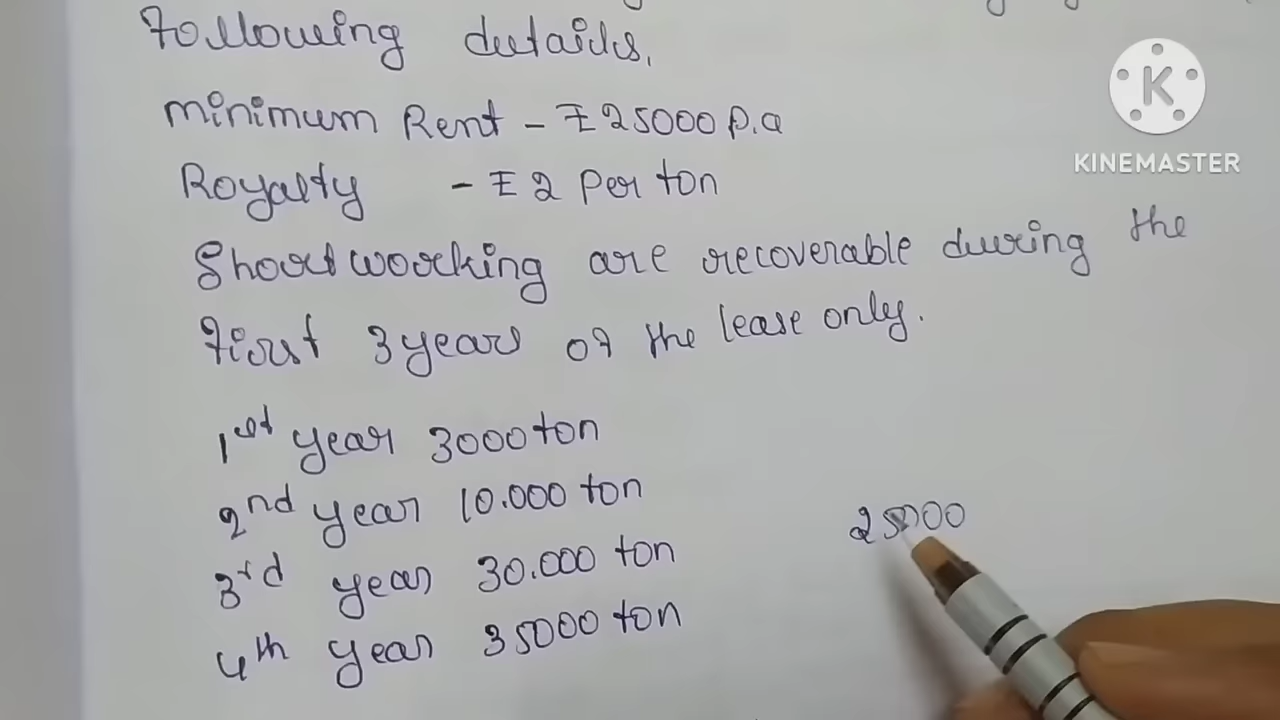 Following details.
KINEMASTER
Minimum Rent - ₹25000 P.a
Royalty - ₹2 Per ton
Shortworking are recoverable during the
First 3 years of the lease only.
1st year 3000 ton
2nd year 10.000 ton
25000
3rd year 30.000 ton
4th year 35000 ton